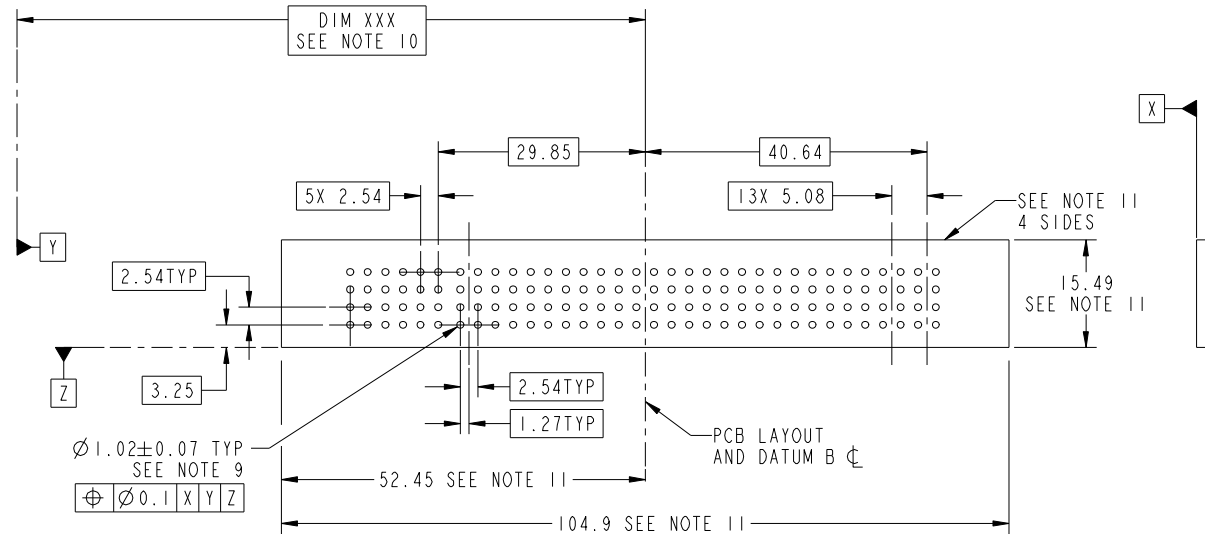 DIM XXX
SEE NOTE 10
X
29.85
40.64
5X 2.54
13X 5.08
SEE NOTE 11
4 SIDES
Y
2.54TYP
15.49
SEE NOTE 11
Z
3.25
2.54TYP
1.27TYP
Ø1.02±0.07 TYP
SEE NOTE 9
⌖ Ø0.1 X Y Z
PCB LAYOUT
AND DATUM B ℄
52.45 SEE NOTE 11
104.9 SEE NOTE 11